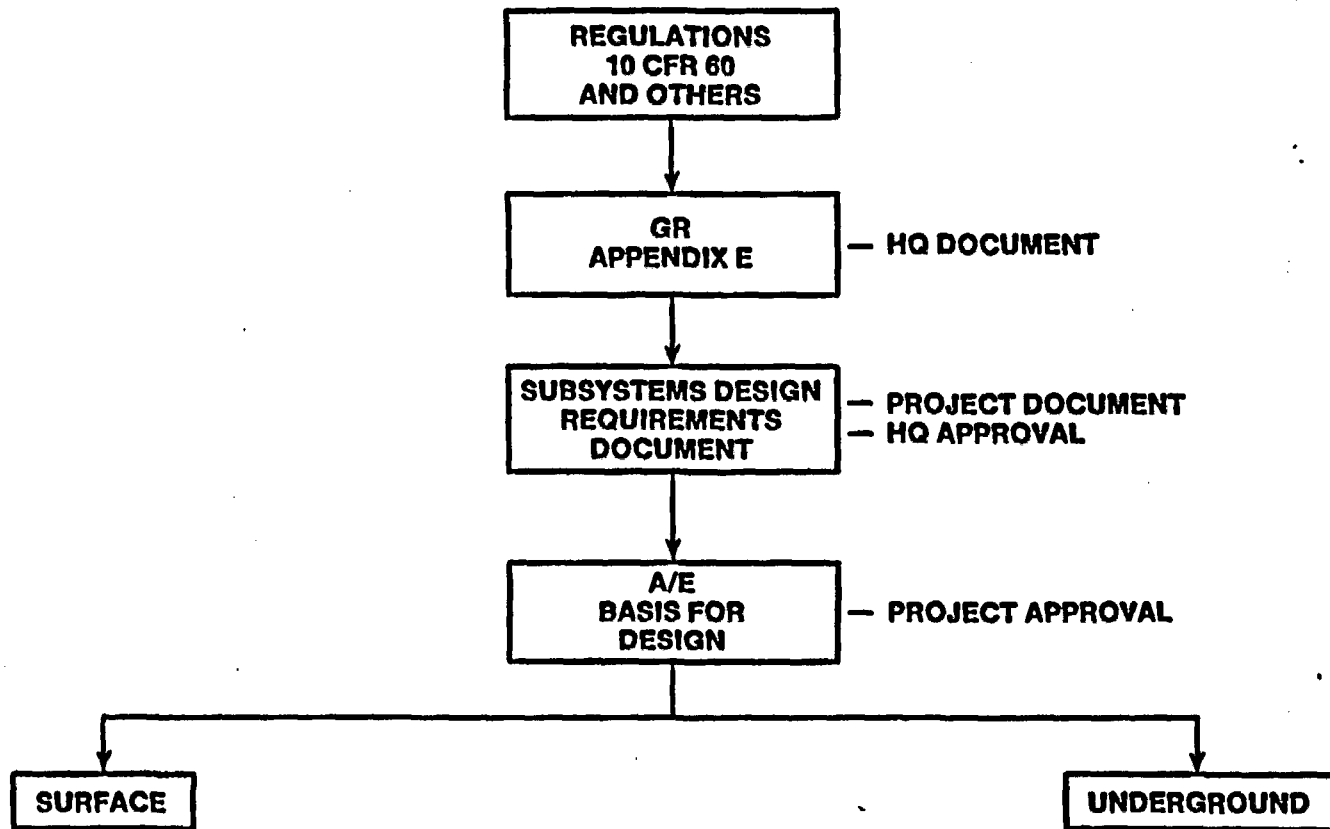 REGULATIONS
10 CFR 60
AND OTHERS
GR
APPENDIX E
— HQ DOCUMENT
SUBSYSTEMS DESIGN
REQUIREMENTS
DOCUMENT
— PROJECT DOCUMENT
— HQ APPROVAL
A/E
BASIS FOR
DESIGN
— PROJECT APPROVAL
SURFACE
UNDERGROUND